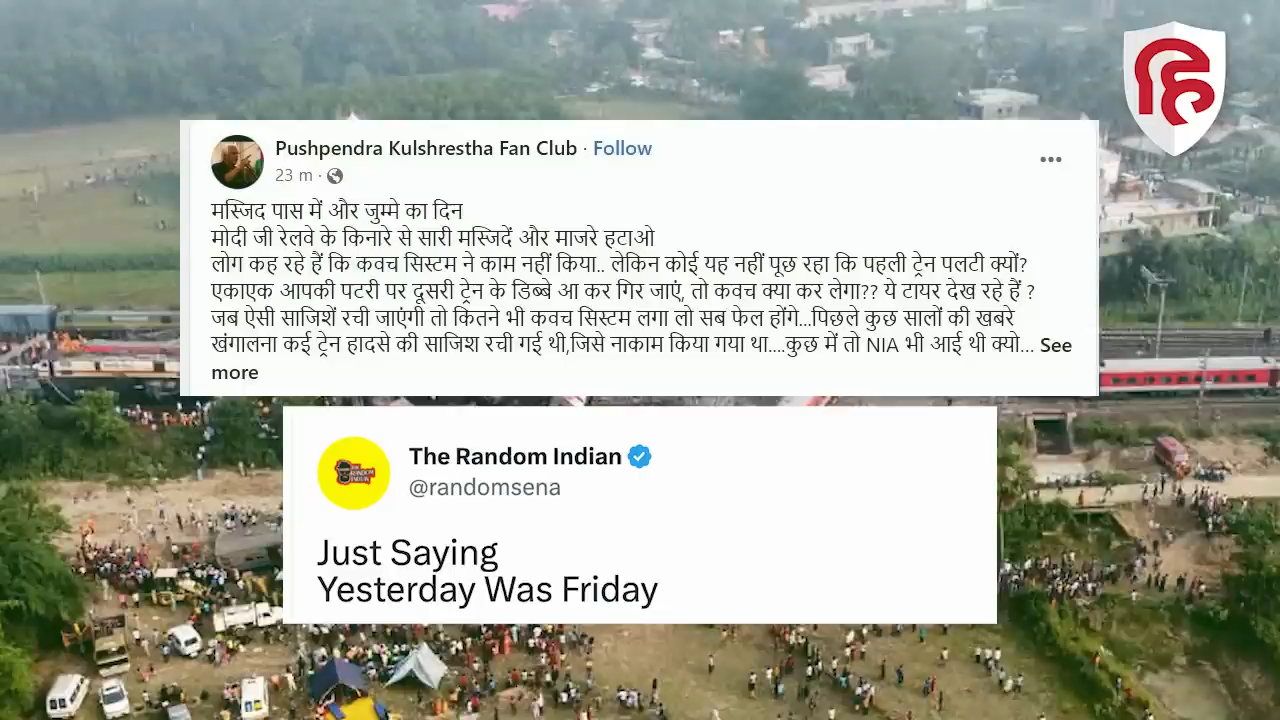 Pushpendra Kulshrestha Fan Club · Follow
23 m ·
मस्जिद पास में और जुम्मे का दिन
मोदी जी रेलवे के किनारे से सारी मस्जिदें और माजरे हटाओ
लोग कह रहे हैं कि कवच सिस्टम ने काम नहीं किया.. लेकिन कोई यह नहीं पूछ रहा कि पहली ट्रेन पलटी क्यों?
एकाएक आपकी पटरी पर दूसरी ट्रेन के डिब्बे आ कर गिर जाएं, तो कवच क्या कर लेगा?? ये टायर देख रहे हैं ?
जब ऐसी साजिशें रची जाएंगी तो कितने भी कवच सिस्टम लगा लो सब फेल होंगे...पिछले कुछ सालों की खबरे
खंगालना कई ट्रेन हादसे की साजिश रची गई थी,जिसे नाकाम किया गया था....कुछ में तो NIA भी आई थी क्यो... See
more
The Random Indian
@randomsena
Just Saying
Yesterday Was Friday
हि